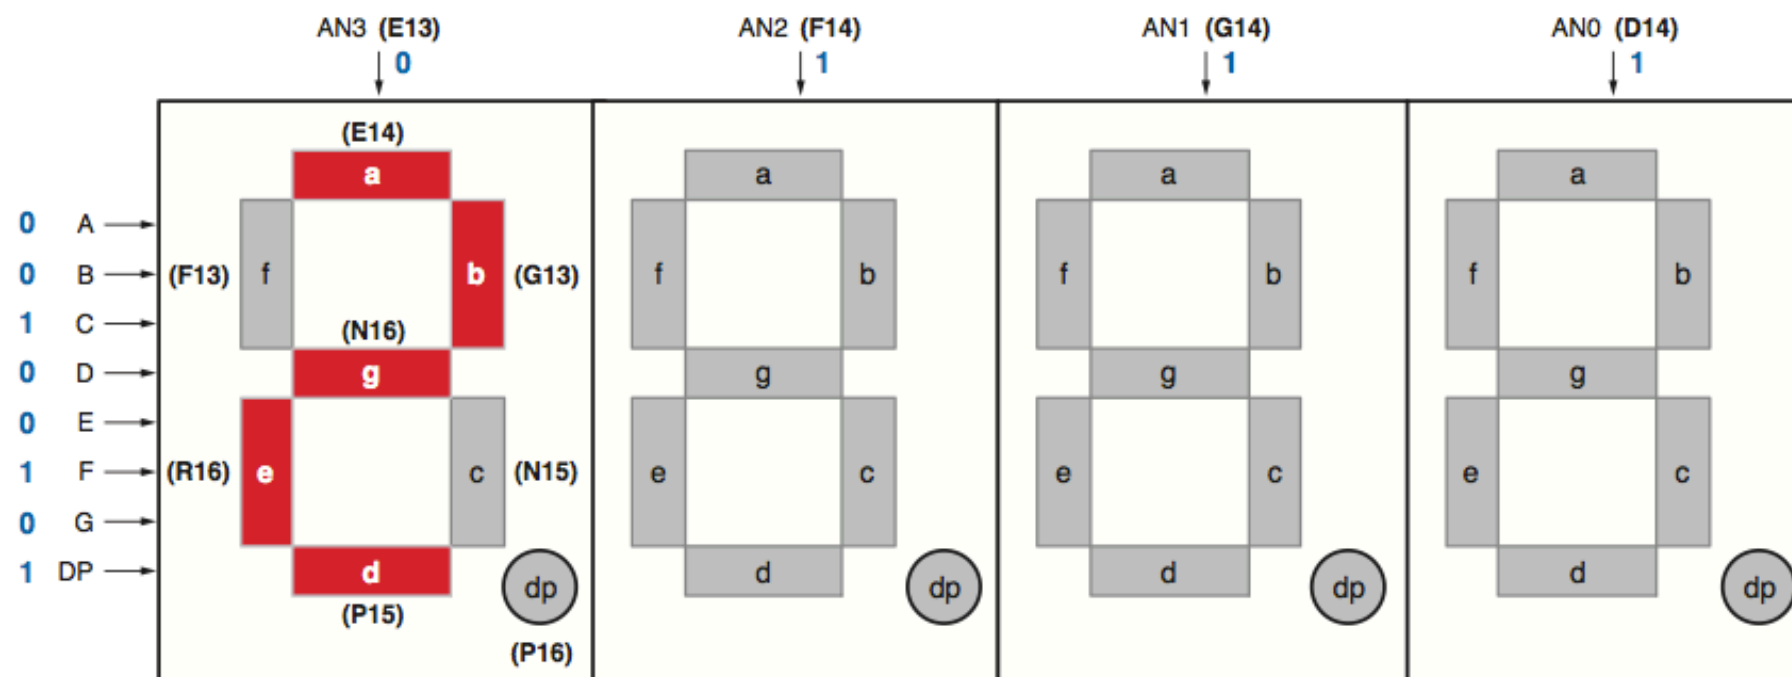 AN3 (E13) AN2 (F14) AN1 (G14) AN0 (D14)
0 1 1 1
(E14)
a a a a
0 A
0 B (F13) f b (G13) f b f b f b
1 C (N16)
0 D g g g g
0 E
1 F (R16) e c (N15) e c e c e c
0 G
1 DP d dp d dp d dp d dp
(P15)
(P16)